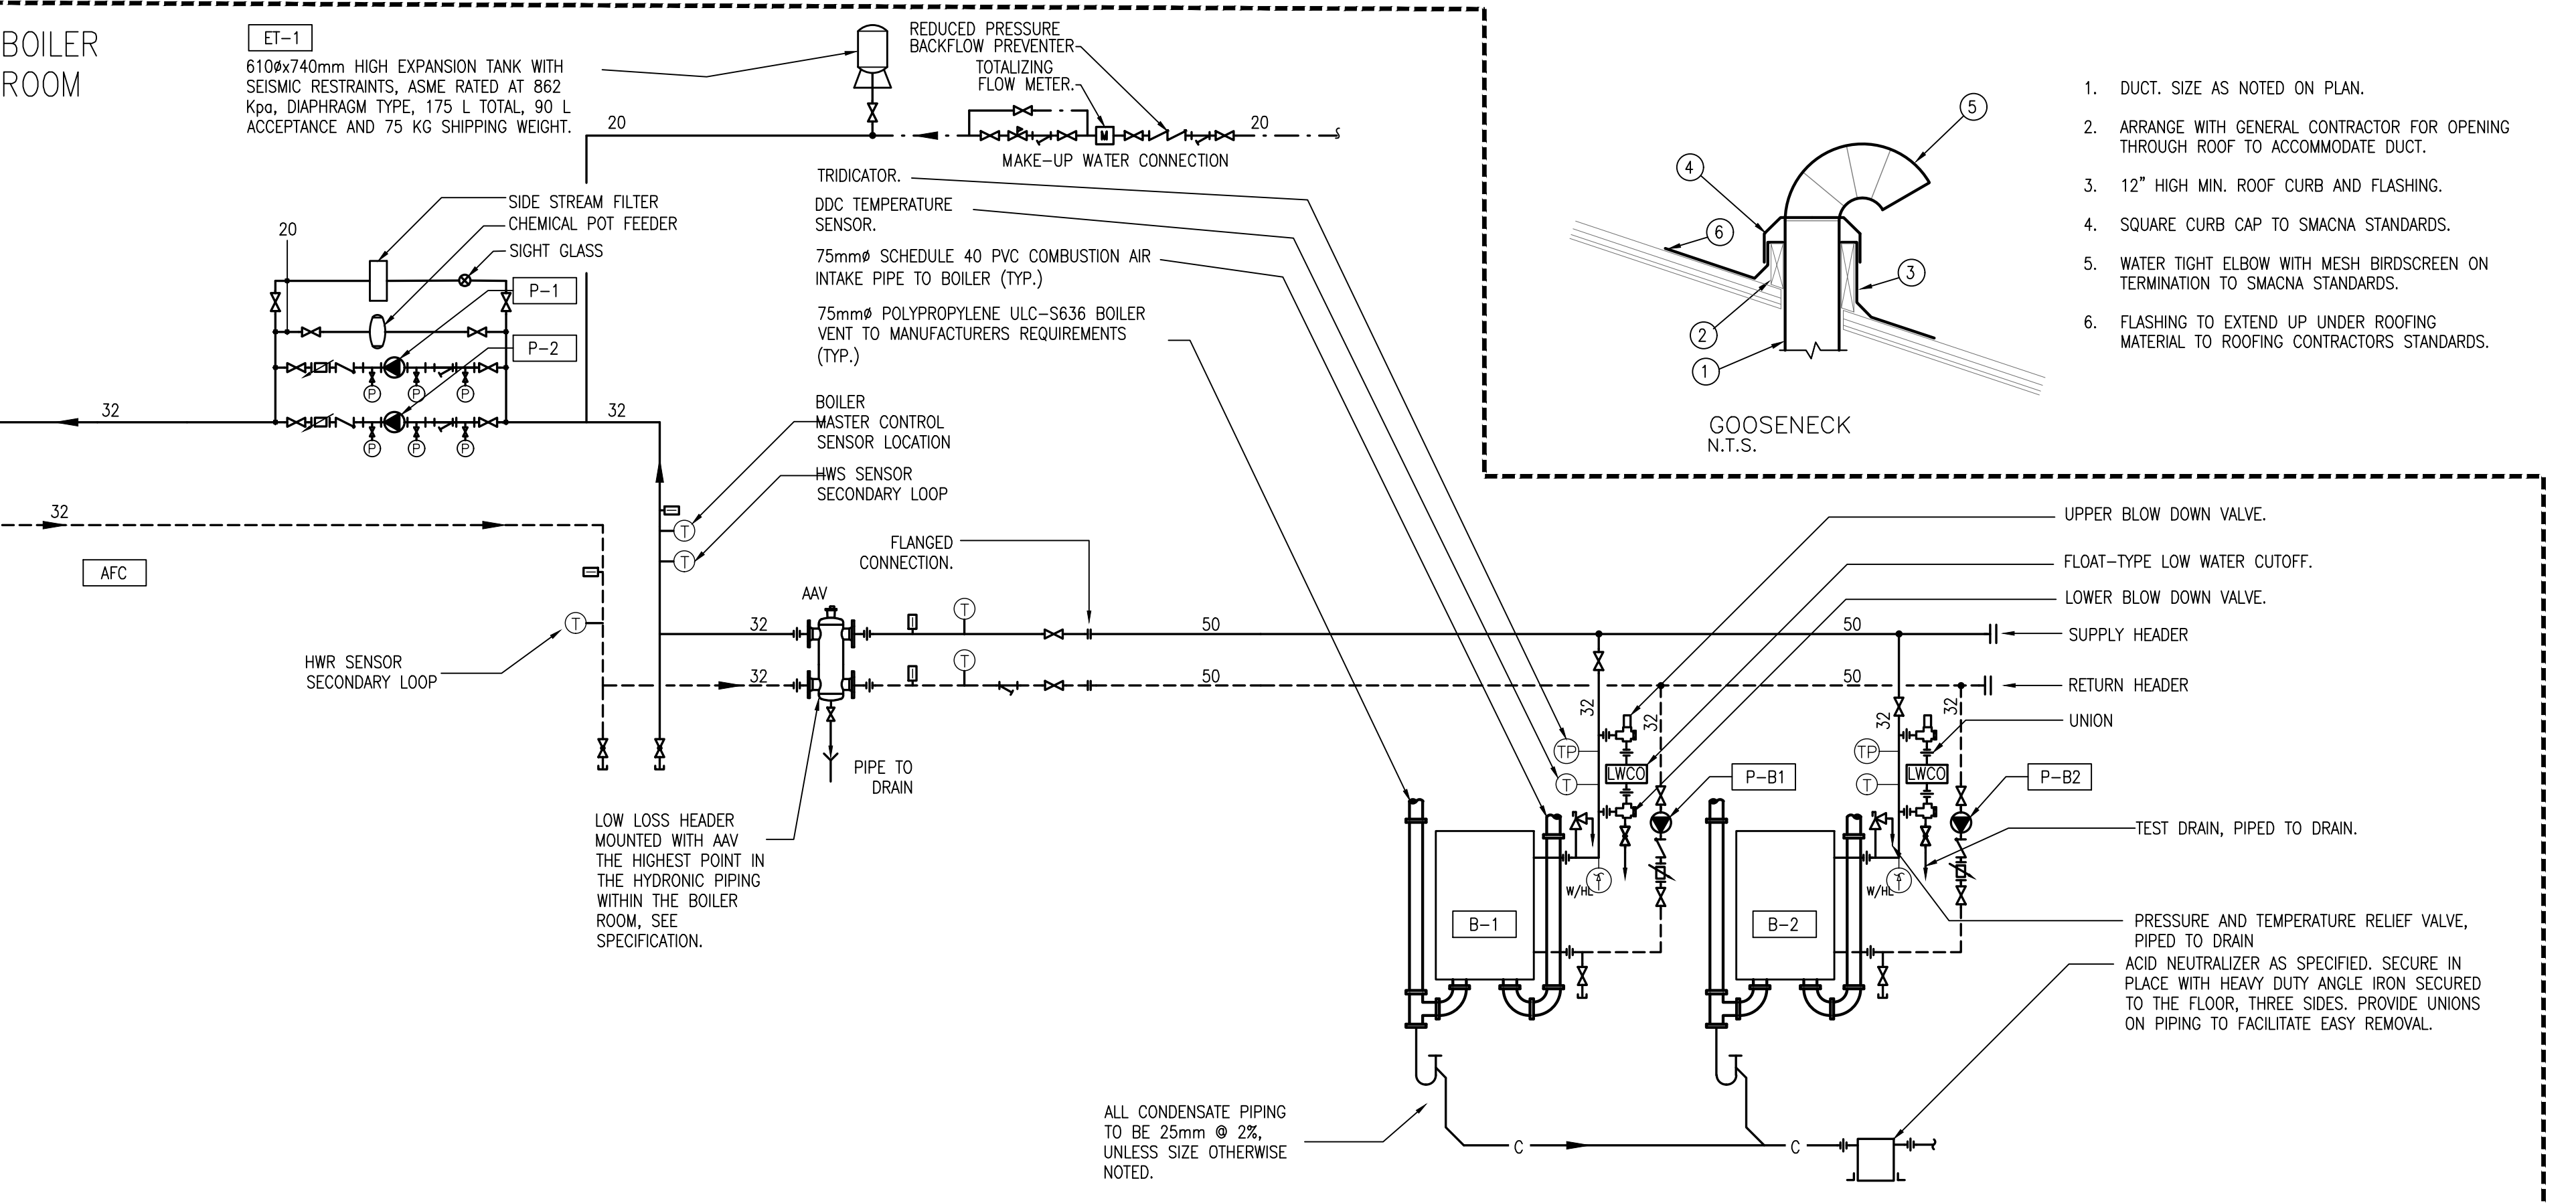 BOILER
ROOM
ET-1
610øx740mm HIGH EXPANSION TANK WITH
SEISMIC RESTRAINTS, ASME RATED AT 862
Kpa, DIAPHRAGM TYPE, 175 L TOTAL, 90 L
ACCEPTANCE AND 75 KG SHIPPING WEIGHT.
REDUCED PRESSURE
BACKFLOW PREVENTER
TOTALIZING
FLOW METER.
20
M
20
MAKE-UP WATER CONNECTION
SIDE STREAM FILTER
CHEMICAL POT FEEDER
SIGHT GLASS
20
P-1
P-2
P
P
P
P
P
P
32
32
TRIDICATOR.
DDC TEMPERATURE
SENSOR.
75mmø SCHEDULE 40 PVC COMBUSTION AIR
INTAKE PIPE TO BOILER (TYP.)
75mmø POLYPROPYLENE ULC-S636 BOILER
VENT TO MANUFACTURERS REQUIREMENTS
(TYP.)
BOILER
MASTER CONTROL
SENSOR LOCATION
HWS SENSOR
SECONDARY LOOP
1
2
3
4
5
6
GOOSENECK
N.T.S.
1. DUCT. SIZE AS NOTED ON PLAN.
2. ARRANGE WITH GENERAL CONTRACTOR FOR OPENING
THROUGH ROOF TO ACCOMMODATE DUCT.
3. 12" HIGH MIN. ROOF CURB AND FLASHING.
4. SQUARE CURB CAP TO SMACNA STANDARDS.
5. WATER TIGHT ELBOW WITH MESH BIRDSCREEN ON
TERMINATION TO SMACNA STANDARDS.
6. FLASHING TO EXTEND UP UNDER ROOFING
MATERIAL TO ROOFING CONTRACTORS STANDARDS.
32
AFC
T
T
T
HWR SENSOR
SECONDARY LOOP
FLANGED
CONNECTION.
AAV
32
32
T
T
50
50
50
50
PIPE TO
DRAIN
LOW LOSS HEADER
MOUNTED WITH AAV
THE HIGHEST POINT IN
THE HYDRONIC PIPING
WITHIN THE BOILER
ROOM, SEE
SPECIFICATION.
UPPER BLOW DOWN VALVE.
FLOAT-TYPE LOW WATER CUTOFF.
LOWER BLOW DOWN VALVE.
SUPPLY HEADER
RETURN HEADER
UNION
32
32
32
32
TP
T
LWCO
P-B1
TP
T
LWCO
P-B2
TEST DRAIN, PIPED TO DRAIN.
W/HL
W/HL
B-1
B-2
PRESSURE AND TEMPERATURE RELIEF VALVE,
PIPED TO DRAIN
ACID NEUTRALIZER AS SPECIFIED. SECURE IN
PLACE WITH HEAVY DUTY ANGLE IRON SECURED
TO THE FLOOR, THREE SIDES. PROVIDE UNIONS
ON PIPING TO FACILITATE EASY REMOVAL.
ALL CONDENSATE PIPING
TO BE 25mm @ 2%,
UNLESS SIZE OTHERWISE
NOTED.
C
C